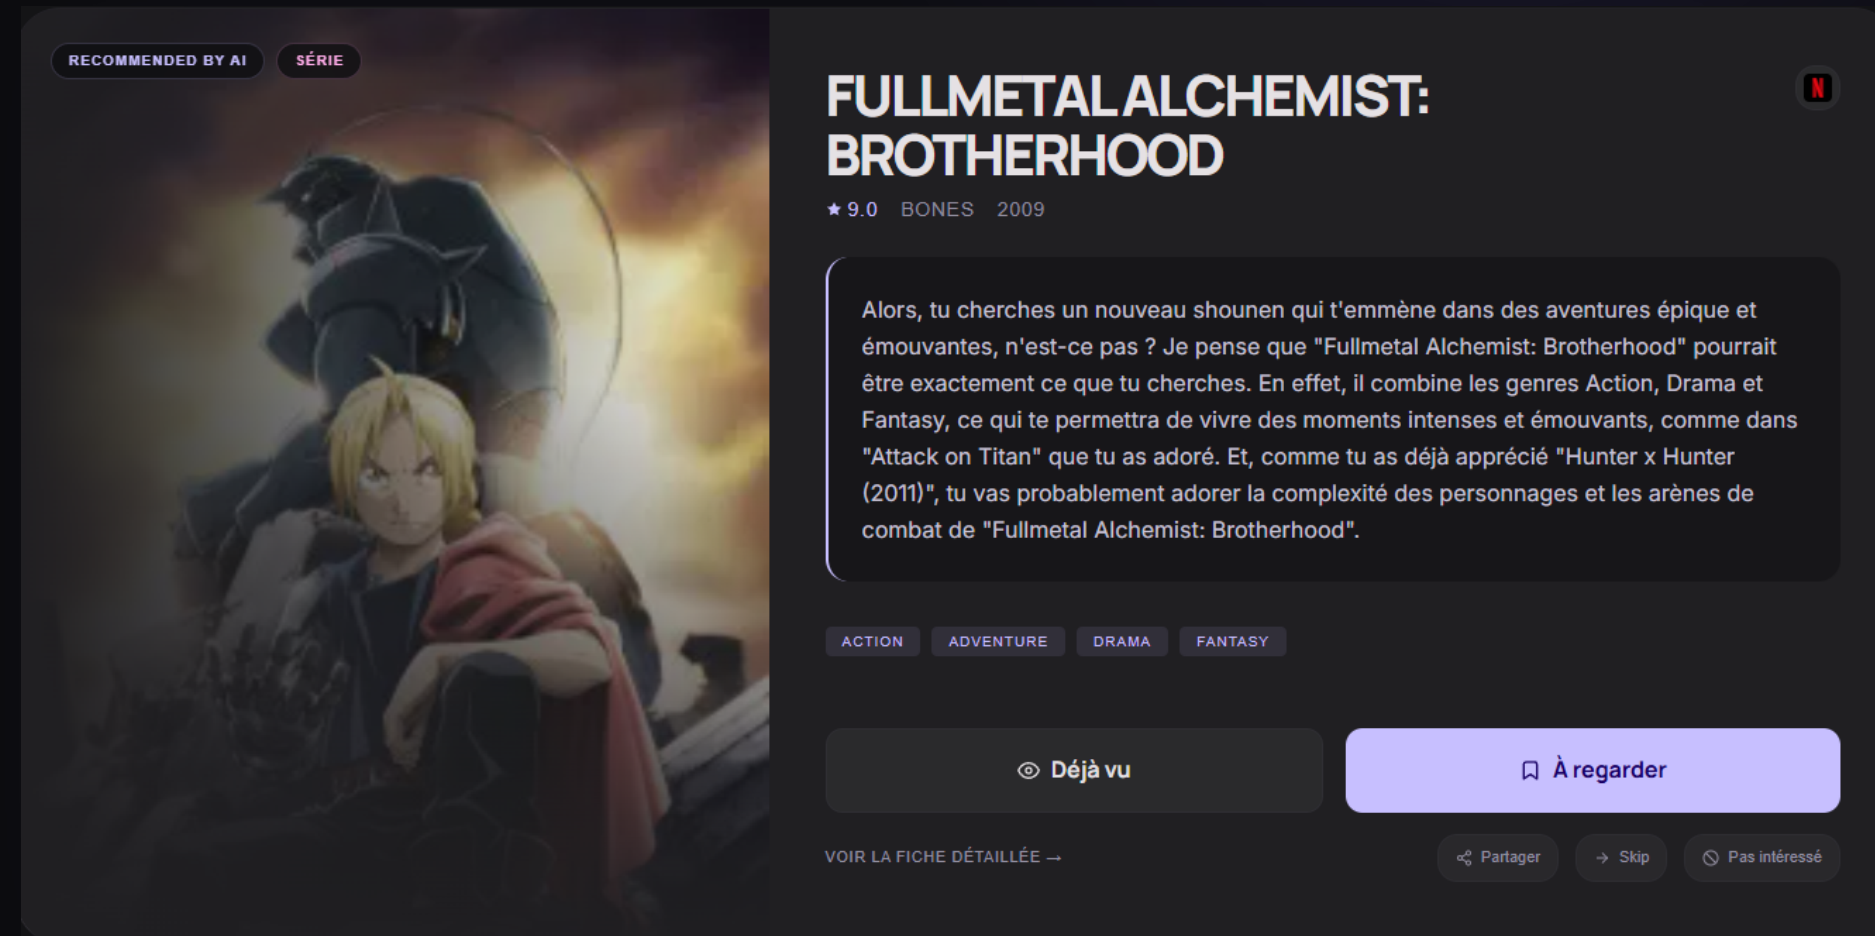 RECOMMENDED BY AI
SÉRIE
FULLMETAL ALCHEMIST:
BROTHERHOOD
N
★ 9.0 BONES 2009
Alors, tu cherches un nouveau shounen qui t'emmène dans des aventures épique et
émouvantes, n'est-ce pas ? Je pense que "Fullmetal Alchemist: Brotherhood" pourrait
être exactement ce que tu cherches. En effet, il combine les genres Action, Drama et
Fantasy, ce qui te permettra de vivre des moments intenses et émouvants, comme dans
"Attack on Titan" que tu as adoré. Et, comme tu as déjà apprécié "Hunter x Hunter
(2011)", tu vas probablement adorer la complexité des personnages et les arènes de
combat de "Fullmetal Alchemist: Brotherhood".
ACTION ADVENTURE DRAMA FANTASY
Déjà vu
À regarder
VOIR LA FICHE DÉTAILLÉE →
Partager
→ Skip
Pas intéressé